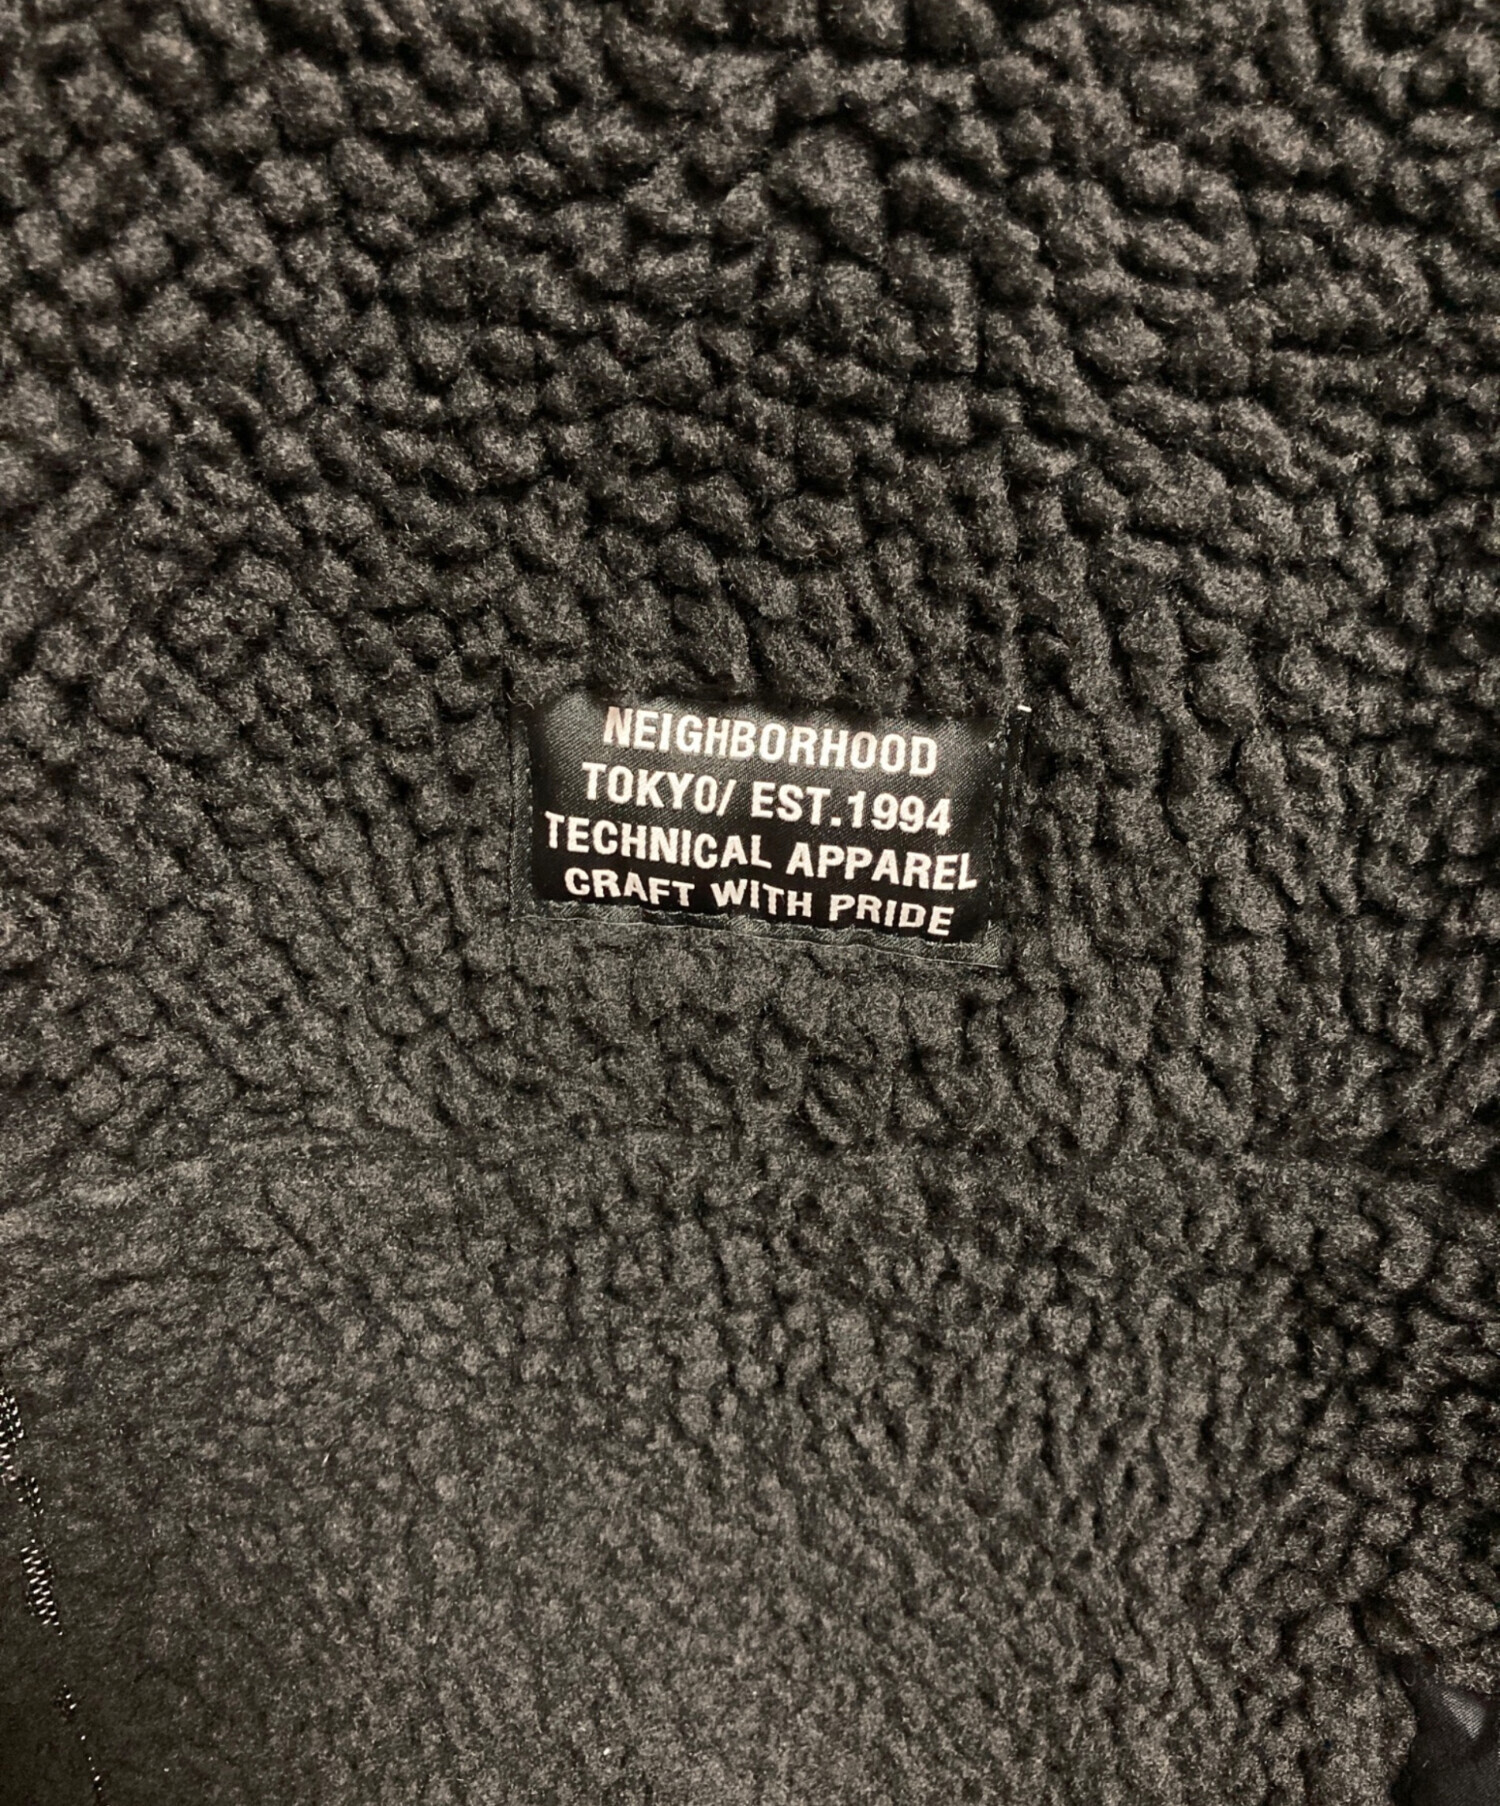 NEIGHBORHOOD
TOKYO/ EST.1994
TECHNICAL APPAREL
CRAFT WITH PRIDE